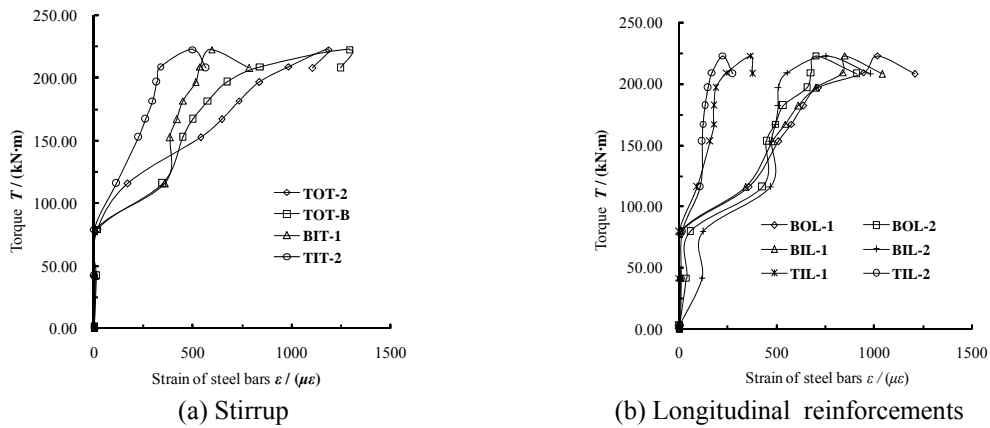 250.00
200.00
150.00
100.00
50.00
0.00
Torque T / (kN·m)
TOT-2
TOT-B
BIT-1
TIT-2
0
500
1000
1500
Strain of steel bars ε / (με)
(a) Stirrup
250.00
200.00
150.00
100.00
50.00
0.00
Torque T / (kN·m)
BOL-1 BOL-2
BIL-1 BIL-2
TIL-1 TIL-2
0
500
1000
1500
Strain of steel bars ε / (με)
(b) Longitudinal reinforcements